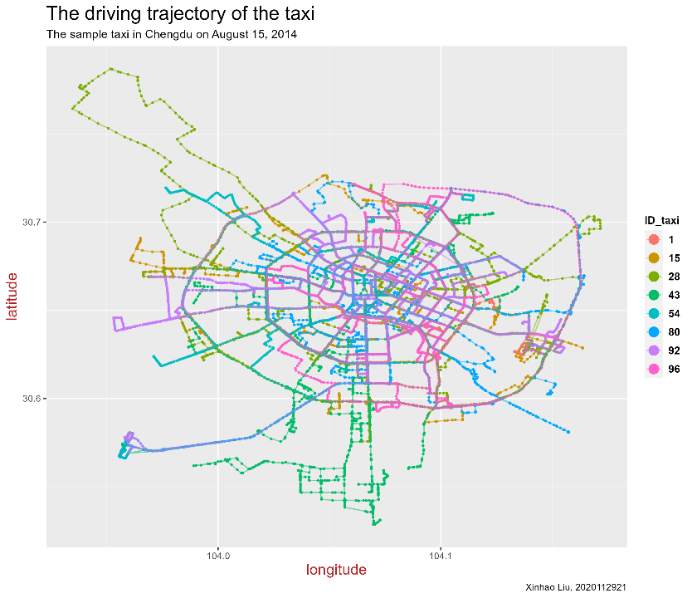 The driving trajectory of the taxi
The sample taxi in Chengdu on August 15, 2014
30.7
30.6
latitude
104.0
104.1
longitude
ID_taxi
1
15
28
43
54
80
92
96
Xinhao Liu, 2020112921